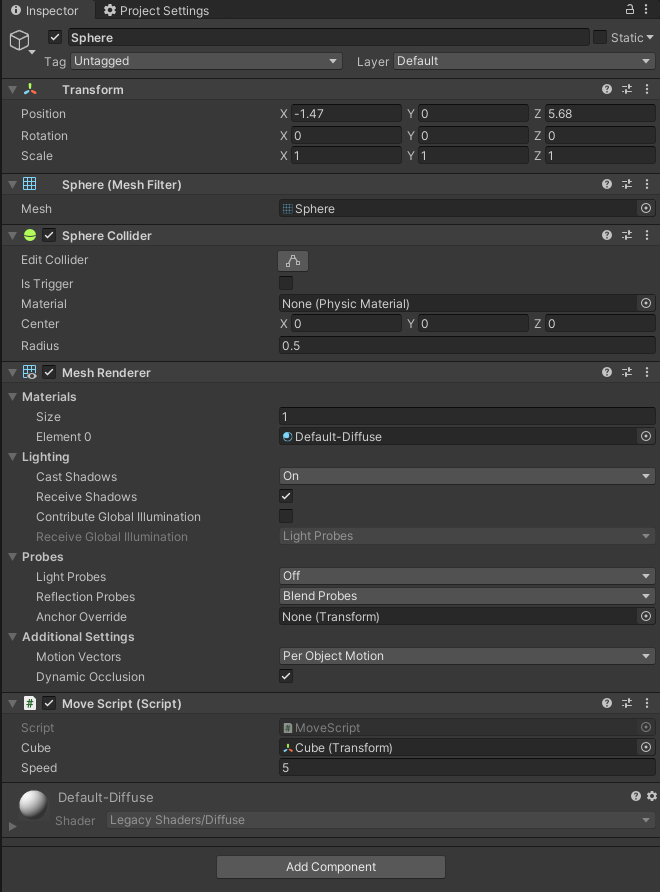 Inspector Project Settings
Sphere Static
Tag Untagged Layer Default
Transform
Position X -1.47 Y 0 Z 5.68
Rotation X 0 Y 0 Z 0
Scale X 1 Y 1 Z 1
Sphere (Mesh Filter)
Mesh Sphere
Sphere Collider
Edit Collider
Is Trigger
Material None (Physic Material)
Center X 0 Y 0 Z 0
Radius 0.5
Mesh Renderer
Materials
Size 1
Element 0 Default-Diffuse
Lighting
Cast Shadows On
Receive Shadows
Contribute Global Illumination
Receive Global Illumination Light Probes
Probes
Light Probes Off
Reflection Probes Blend Probes
Anchor Override None (Transform)
Additional Settings
Motion Vectors Per Object Motion
Dynamic Occlusion
# Move Script (Script)
Script MoveScript
Cube Cube (Transform)
Speed 5
Default-Diffuse
Shader Legacy Shaders/Diffuse
Add Component